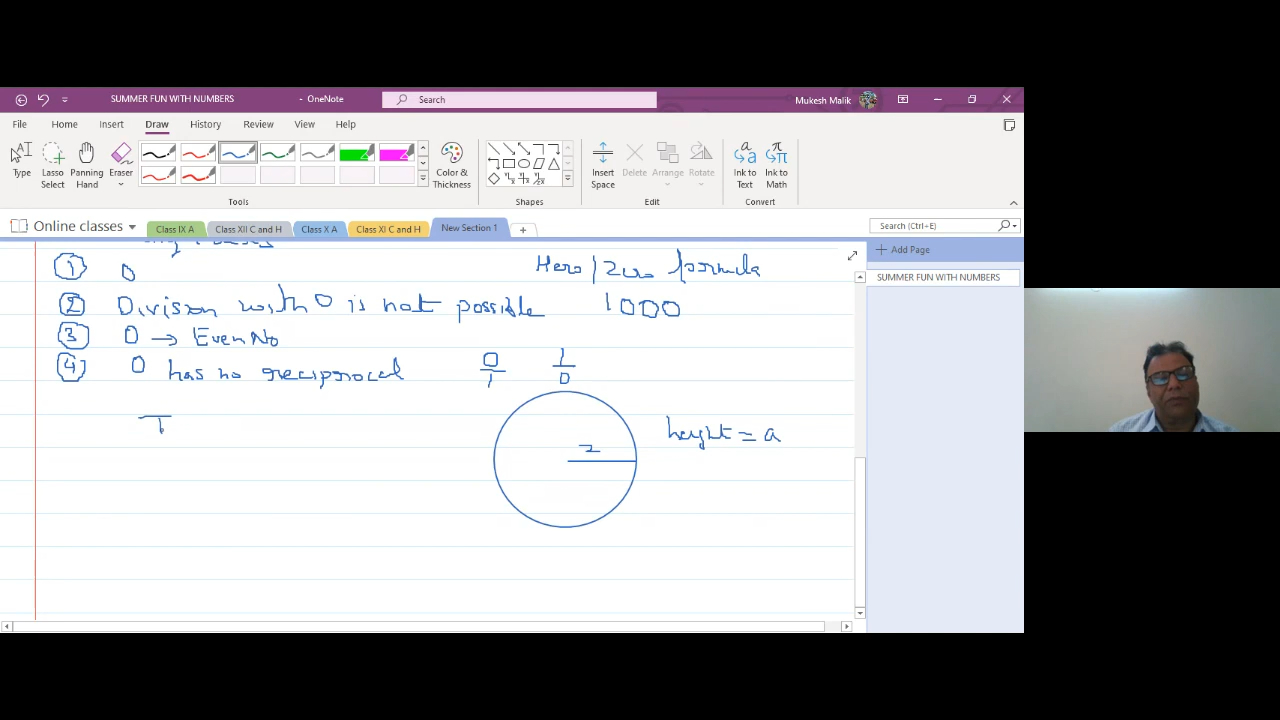 SUMMER FUN WITH NUMBERS - OneNote
Search
Mukesh Malik
File Home Insert Draw History Review View Help
Type
Lasso Select
Panning Hand
Eraser
Color & Thickness
Insert Space
Delete
Arrange
Rotate
Ink to Text
Ink to Math
Tools
Shapes
Edit
Convert
Online classes
Class IX A
Class XII C and H
Class X A
Class XI C and H
New Section 1
Search (Ctrl+E)
Add Page
SUMMER FUN WITH NUMBERS
① 0
Hero / Zero formula
② Division with 0 is not possible 1000
③ 0 → Even No
④ 0 has no reciprocal 0/1 1/0
z
height = a